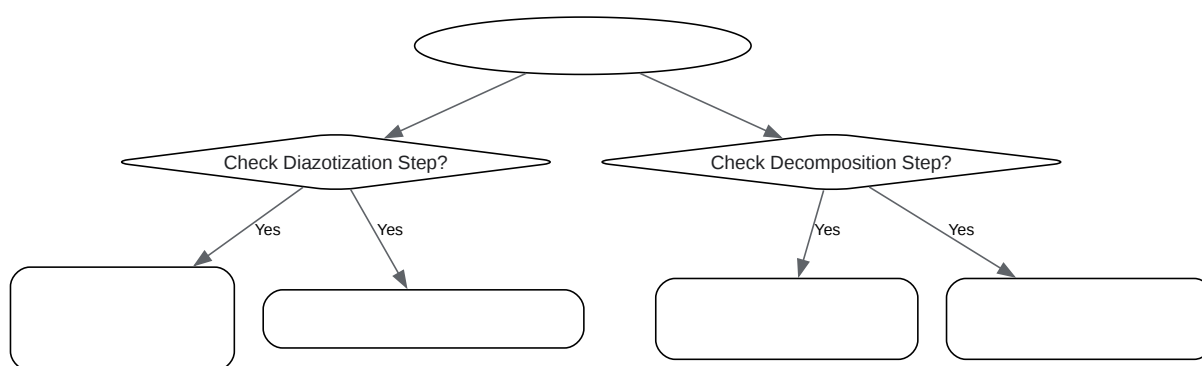 Check Diazotization Step?
Check Decomposition Step?
Yes
Yes
Yes
Yes